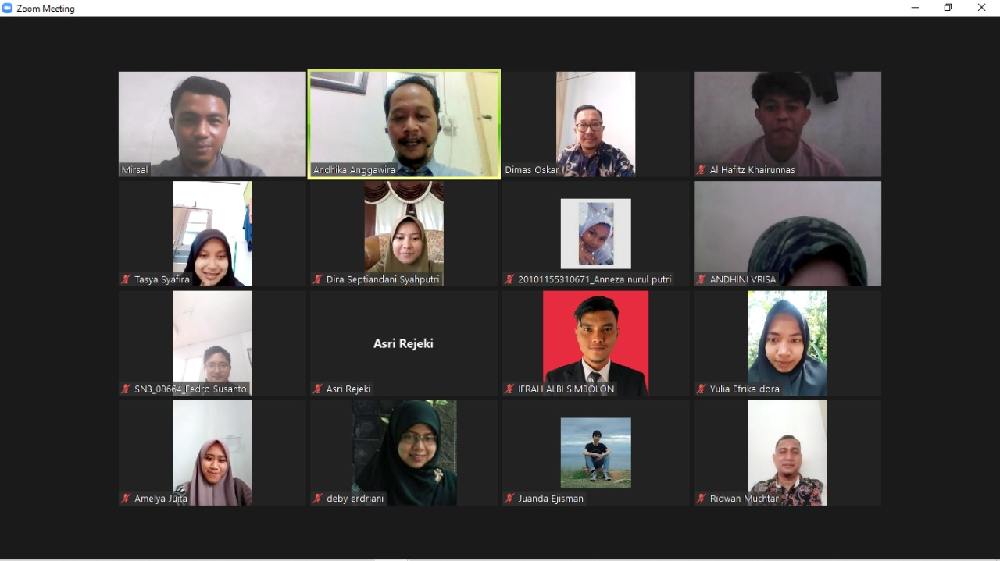 Zoom Meeting
Mirsal
Andhika Anggawira
Dimas Oskar
Al Hafitz Khairunnas
Tasya Syafira
Dira Septiandani Syahputri
20101155310671_Anneza nurul putri
ANDHINI VRISA
SN3_08664_Fedro Susanto
Asri Rejeki
Asri Rejeki
IFRAH ALBI SIMBOLON
Yulia Efrika dora
Amelya Juita
deby erdriani
Juanda Ejisman
Ridwan Muchtar